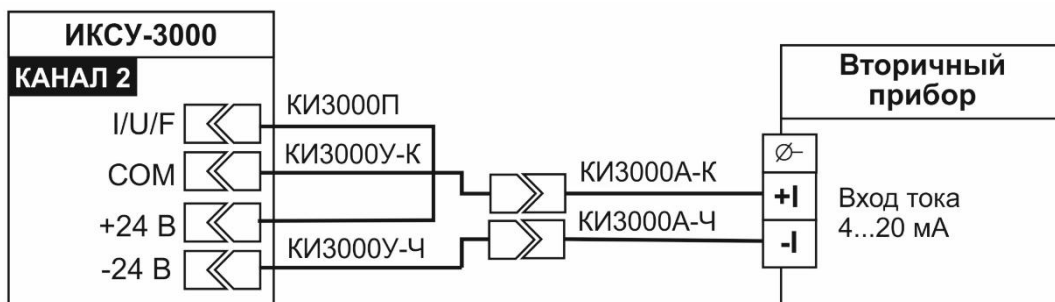 ИКСУ-3000
КАНАЛ 2
I/U/F
COM
+24 В
-24 В
КИ3000П
КИ3000У-К
КИ3000У-Ч
КИ3000А-К
КИ3000А-Ч
Вторичный
прибор
+I
-I
Вход тока
4...20 мА